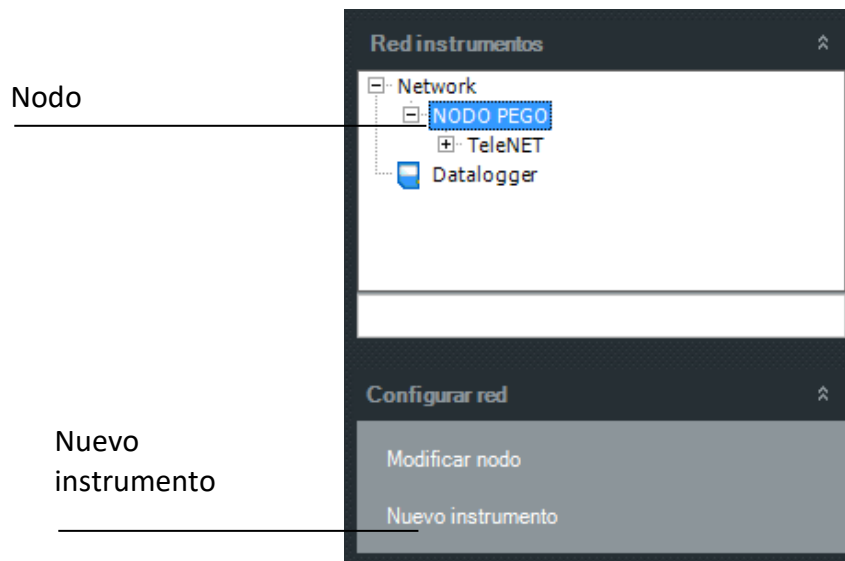 Red instrumentos
Nodo
Network
NODO PEGO
TeleNET
Datalogger
Configurar red
Nuevo
instrumento
Modificar nodo
Nuevo instrumento